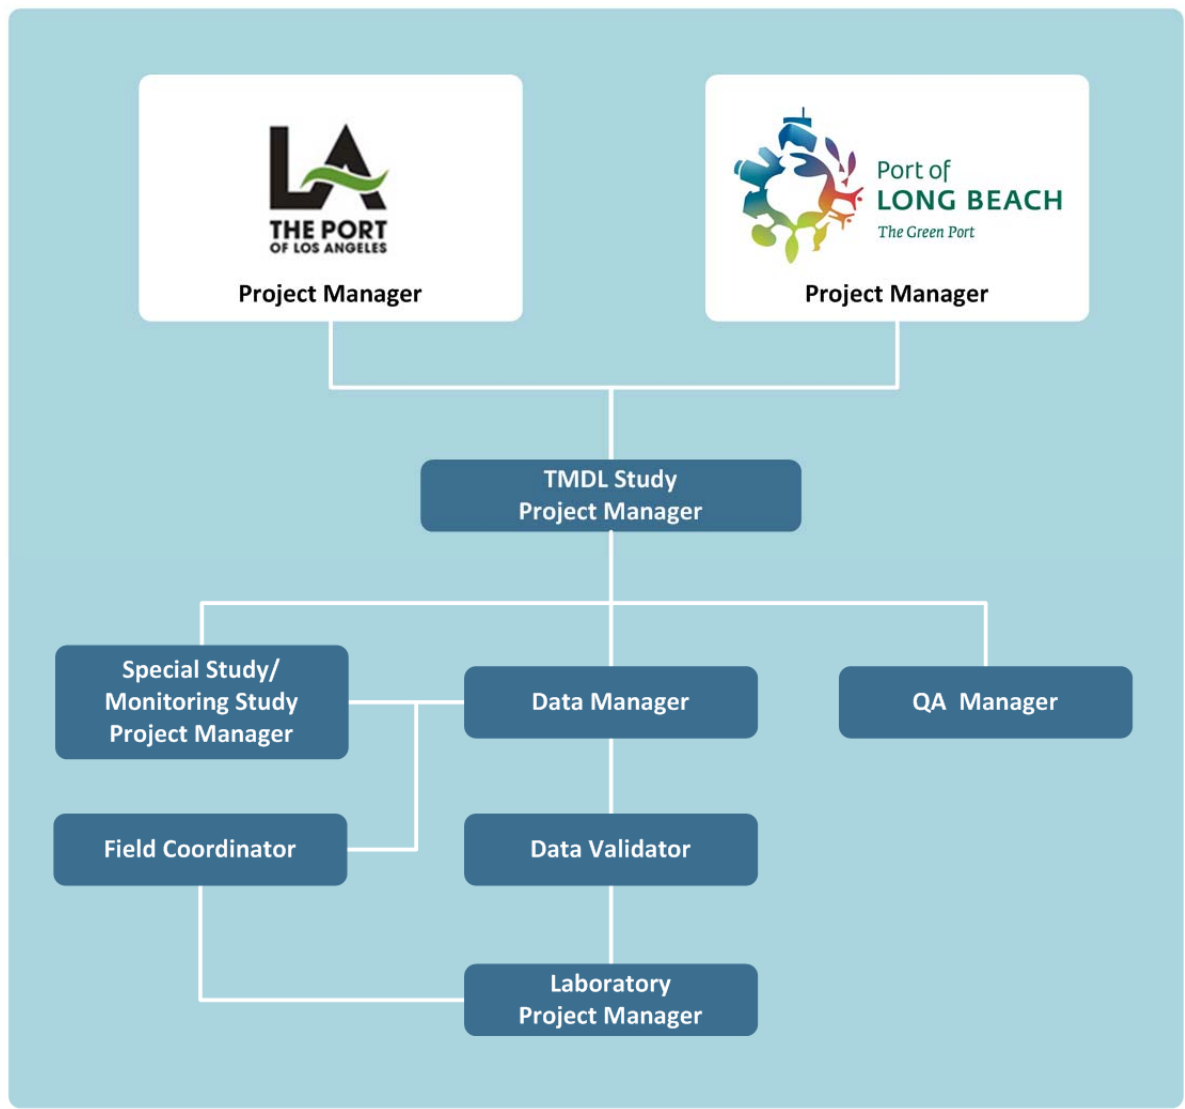 LA
THE PORT
OF LOS ANGELES
Project Manager
Port of
LONG BEACH
The Green Port
Project Manager
TMDL Study
Project Manager
Special Study/
Monitoring Study
Project Manager
Data Manager
QA  Manager
Field Coordinator
Data Validator
Laboratory
Project Manager